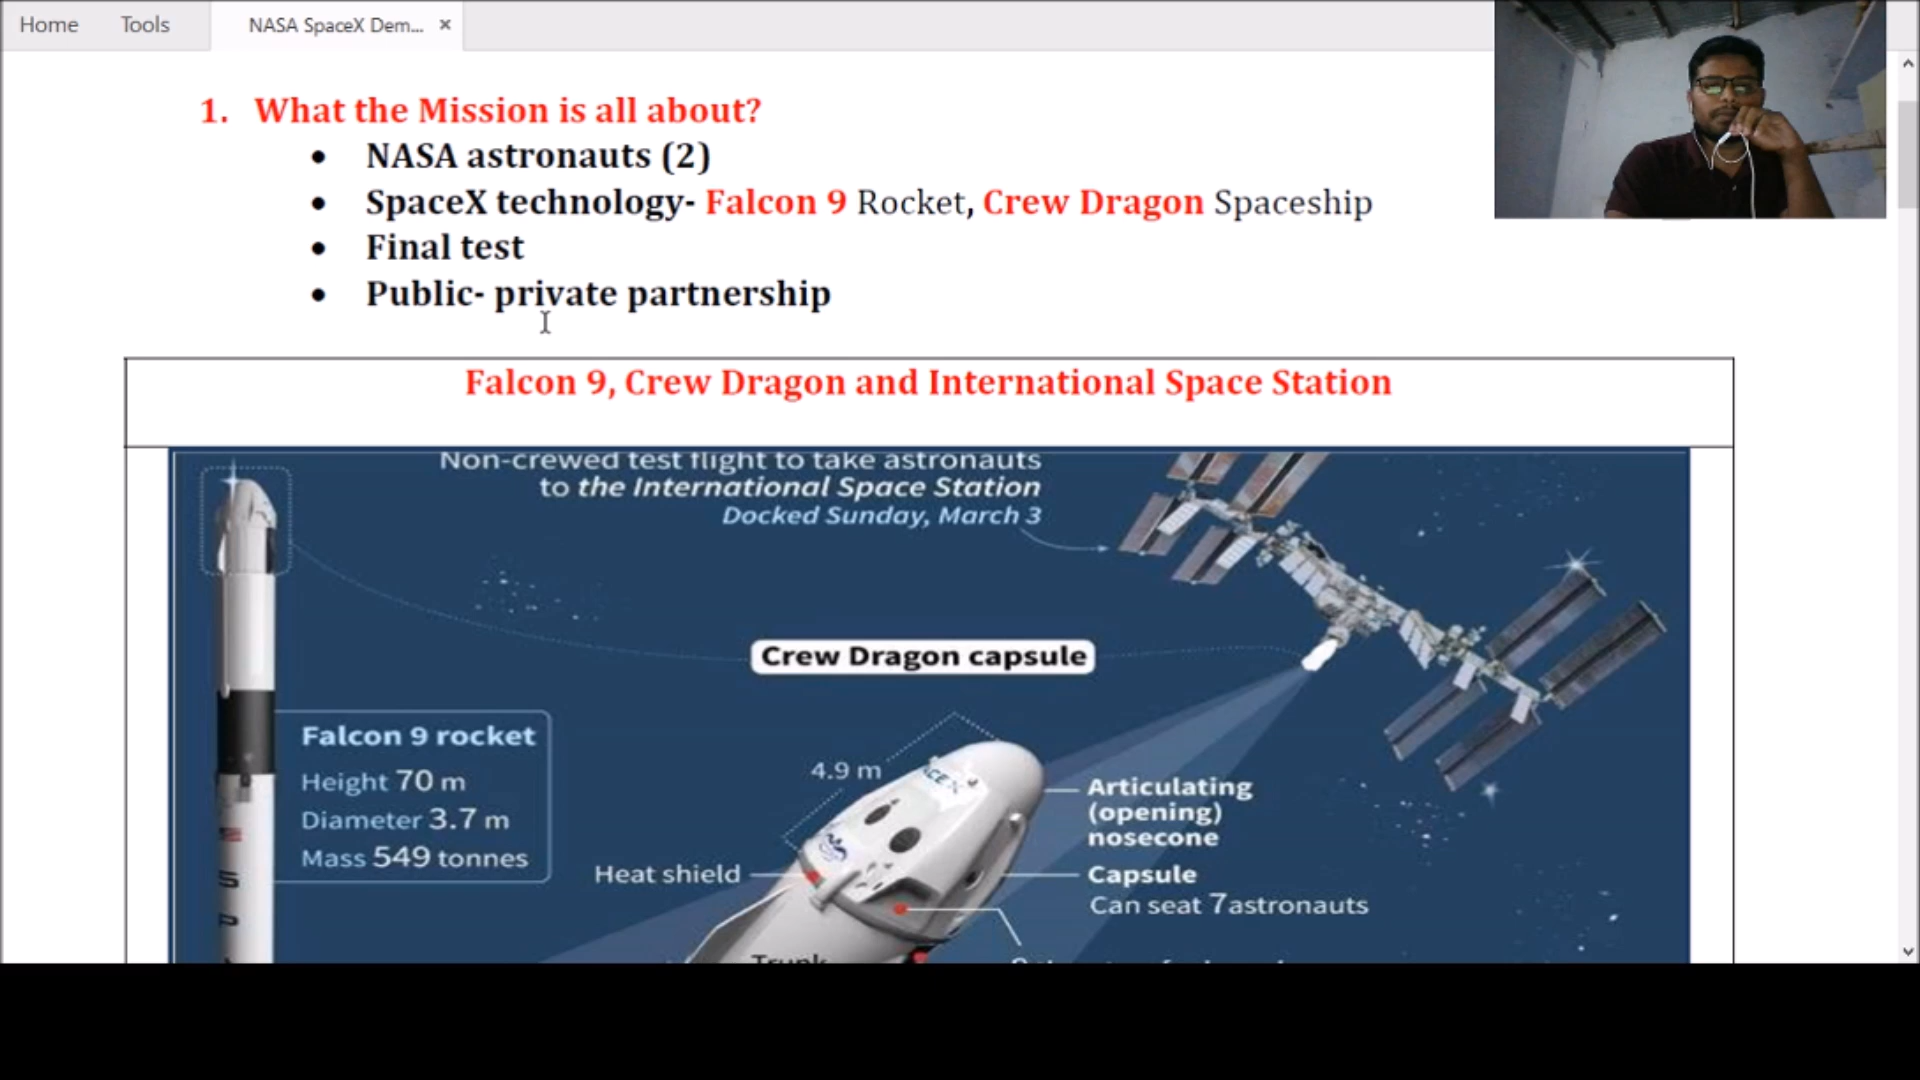 Home Tools NASA SpaceX Dem... ×
1. What the Mission is all about?
• NASA astronauts (2)
• SpaceX technology- Falcon 9 Rocket, Crew Dragon Spaceship
• Final test
• Public- private partnership
Falcon 9, Crew Dragon and International Space Station
Non-crewed test flight to take astronauts
to the International Space Station
Docked Sunday, March 3
Crew Dragon capsule
Falcon 9 rocket
Height 70 m
Diameter 3.7 m
Mass 549 tonnes
4.9 m
Heat shield
Articulating
(opening)
nosecone
Capsule
Can seat 7astronauts
Trunk